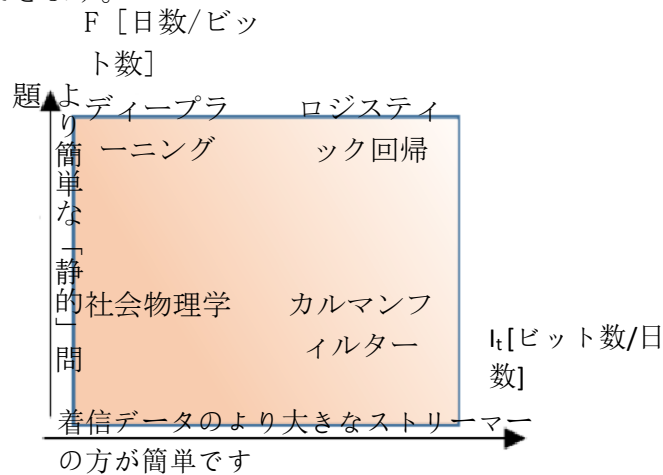 きます。
F [日数/ビッ
ト数]
より簡単な「静的」問
題
ディープラ
ーニング
ロジスティ
ック回帰
社会物理学
カルマンフ
ィルター
It[ビット数/日
数]
着信データのより大きなストリーマー
の方が簡単です